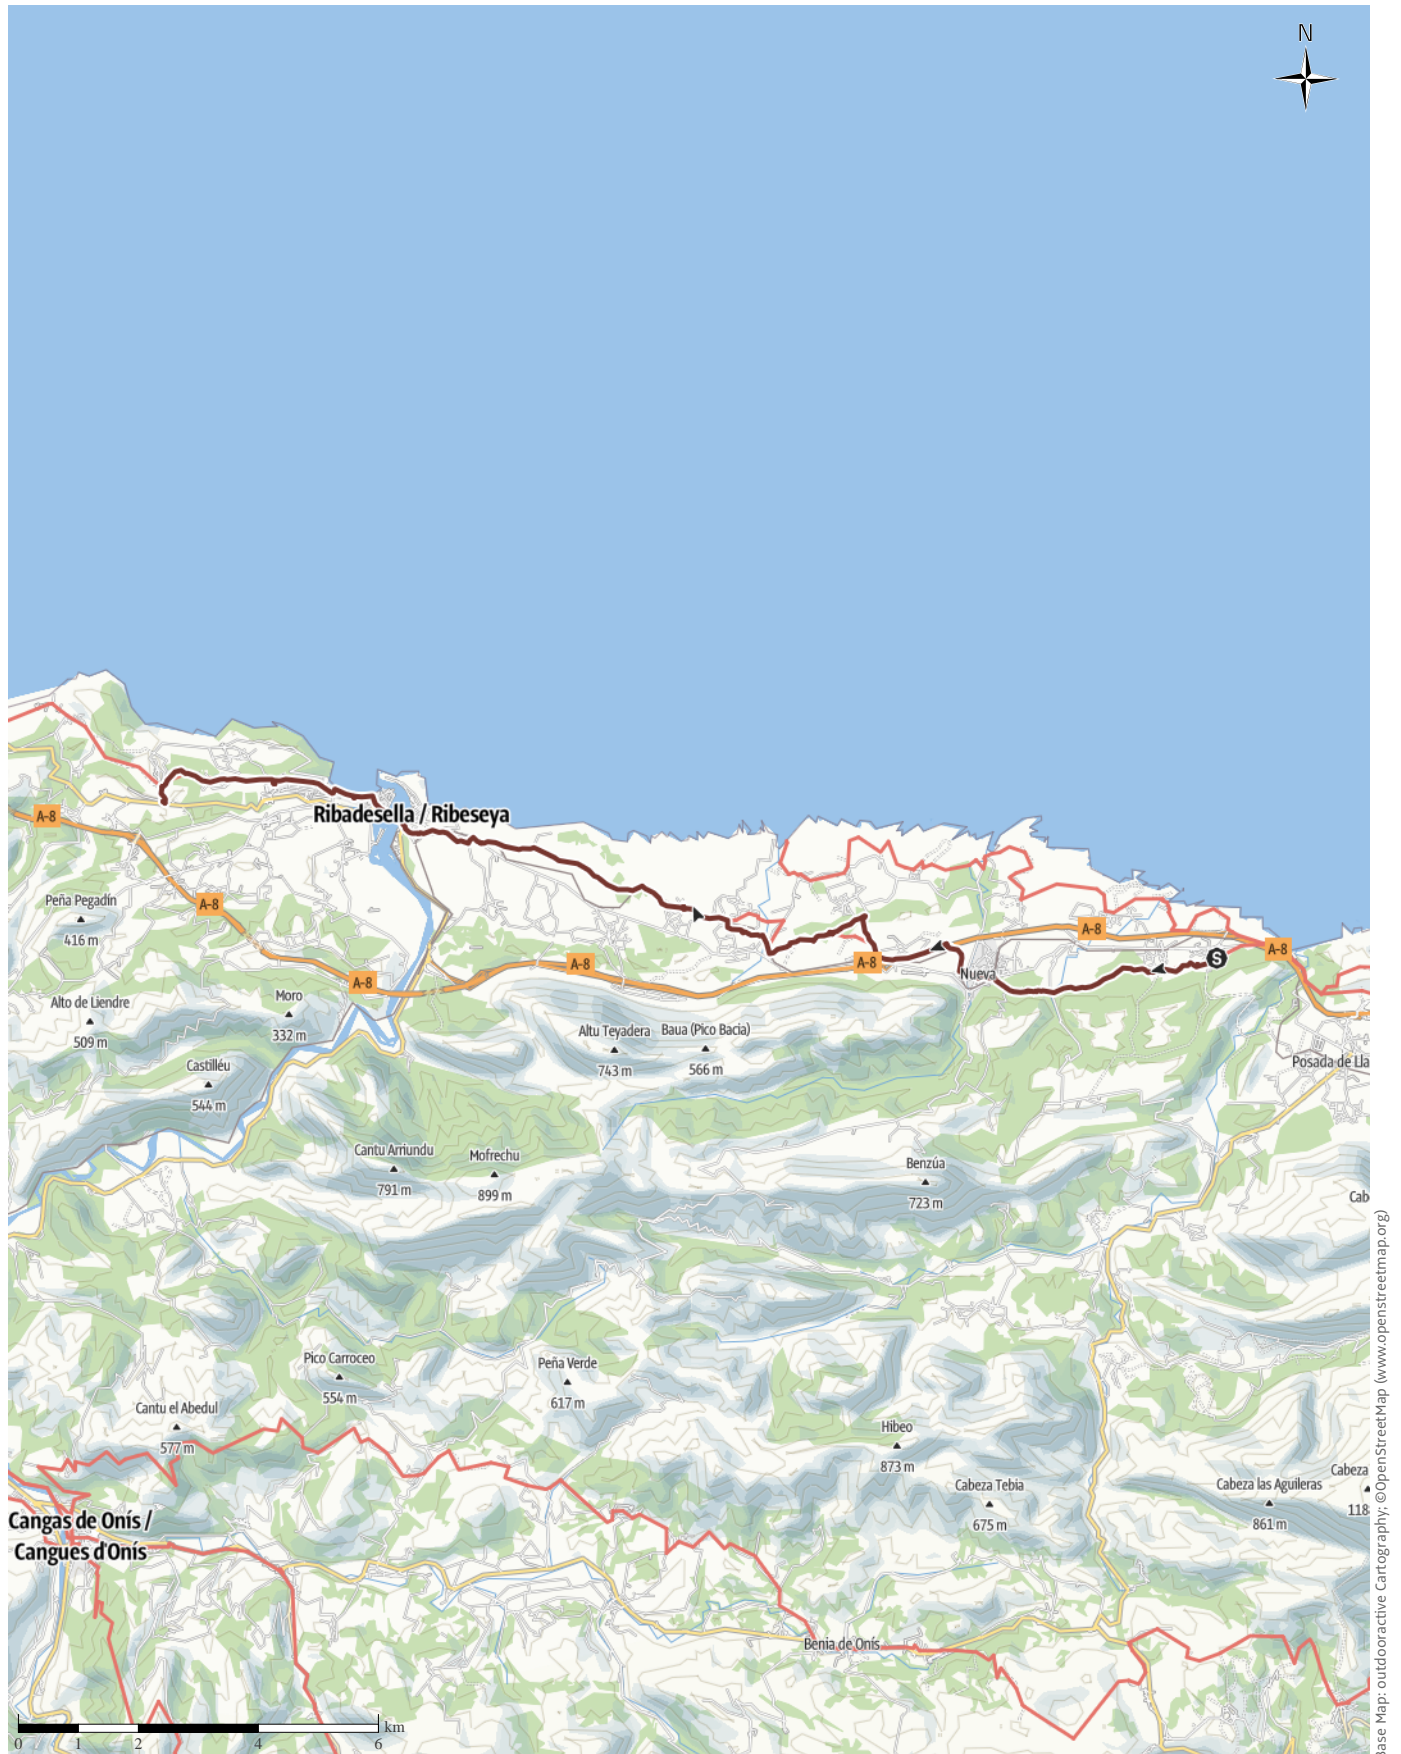 N
Ribadesella / Ribeseya
A-8
Peña Pegadín
416 m
A-8
A-8
A-8
A-8
A-8
A-8
S
Nueva
Alto de Liendre
509 m
Moro
332 m
Altu Teyadera
743 m
Baua (Pico Bacia)
566 m
Posada de Lla
Castilléu
544 m
Cantu Arriundu
791 m
Mofrechu
899 m
Benzúa
723 m
Cab
Pico Carroceo
554 m
Peña Verde
617 m
Cantu el Abedul
577 m
Hibeo
873 m
Cabeza Tebia
675 m
Cabeza las Aguileras
861 m
Cabeza
118
Cangas de Onís /
Cangues d'Onís
Benia de Onís
km
0 1 2 4 6
Base Map: outdooractive Cartography; ©OpenStreetMap (www.openstreetmap.org)